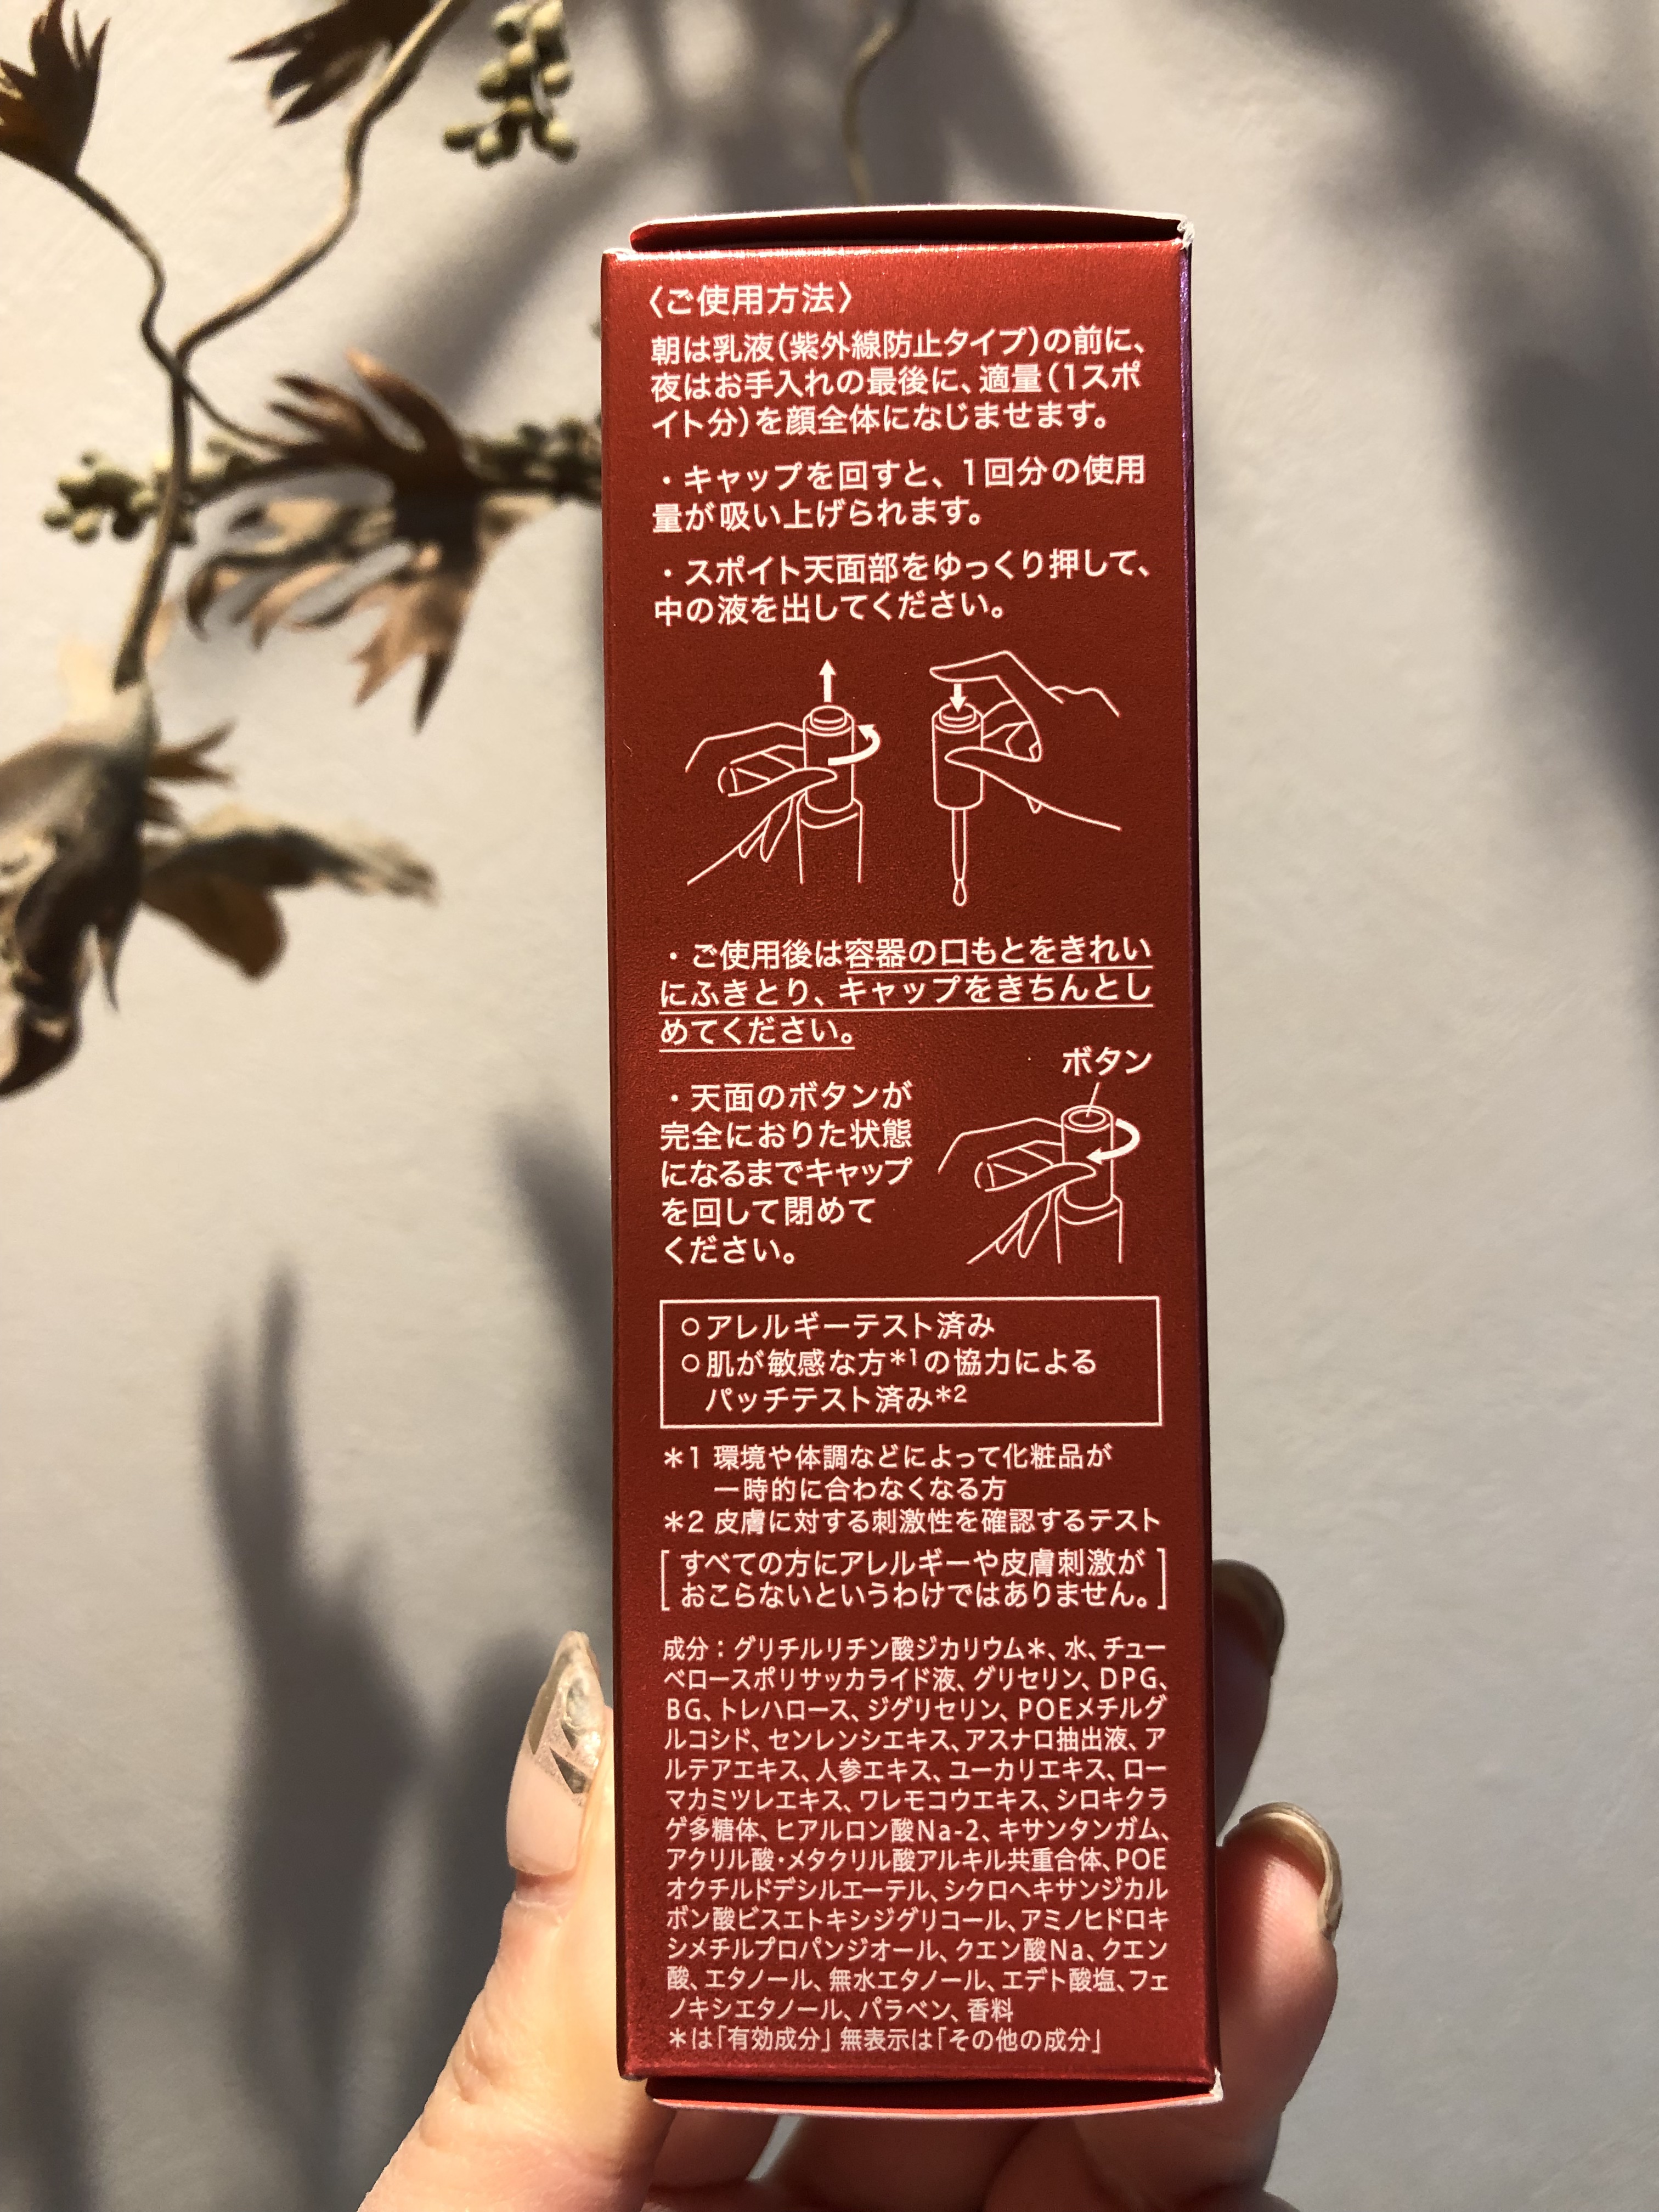 〈ご使用方法〉
朝は乳液(紫外線防止タイプ)の前に、
夜はお手入れの最後に、適量(1スポ
イト分)を顔全体になじませます。
・キャップを回すと、1回分の使用
量が吸い上げられます。
・スポイト天面部をゆっくり押して、
中の液を出してください。
・ご使用後は容器の口もとをきれい
にふきとり、キャップをきちんとし
めてください。
ボタン
・天面のボタンが
完全におりた状態
になるまでキャップ
を回して閉めて
ください。
○アレルギーテスト済み
○肌が敏感な方*1の協力による
パッチテスト済み*2
*1 環境や体調などによって化粧品が
一時的に合わなくなる方
*2 皮膚に対する刺激性を確認するテスト
[すべての方にアレルギーや皮膚刺激が
おこらないというわけではありません。]
成分:グリチルリチン酸ジカリウム*、水、チュー
ベロースポリサッカライド液、グリセリン、DPG、
BG、トレハロース、ジグリセリン、POEメチルグ
ルコシド、センレンシエキス、アスナロ抽出液、ア
ルテアエキス、人参エキス、ユーカリエキス、ロー
マカミツレエキス、ワレモコウエキス、シロキクラ
ゲ多糖体、ヒアルロン酸Na-2、キサンタンガム、
アクリル酸・メタクリル酸アルキル共重合体、POE
オクチルドデシルエーテル、シクロヘキサンジカル
ボン酸ビスエトキシジグリコール、アミノヒドロキ
シメチルプロパンジオール、クエン酸Na、クエン
酸、エタノール、無水エタノール、エデト酸塩、フェ
ノキシエタノール、パラベン、香料
*は「有効成分」 無表示は「その他の成分」